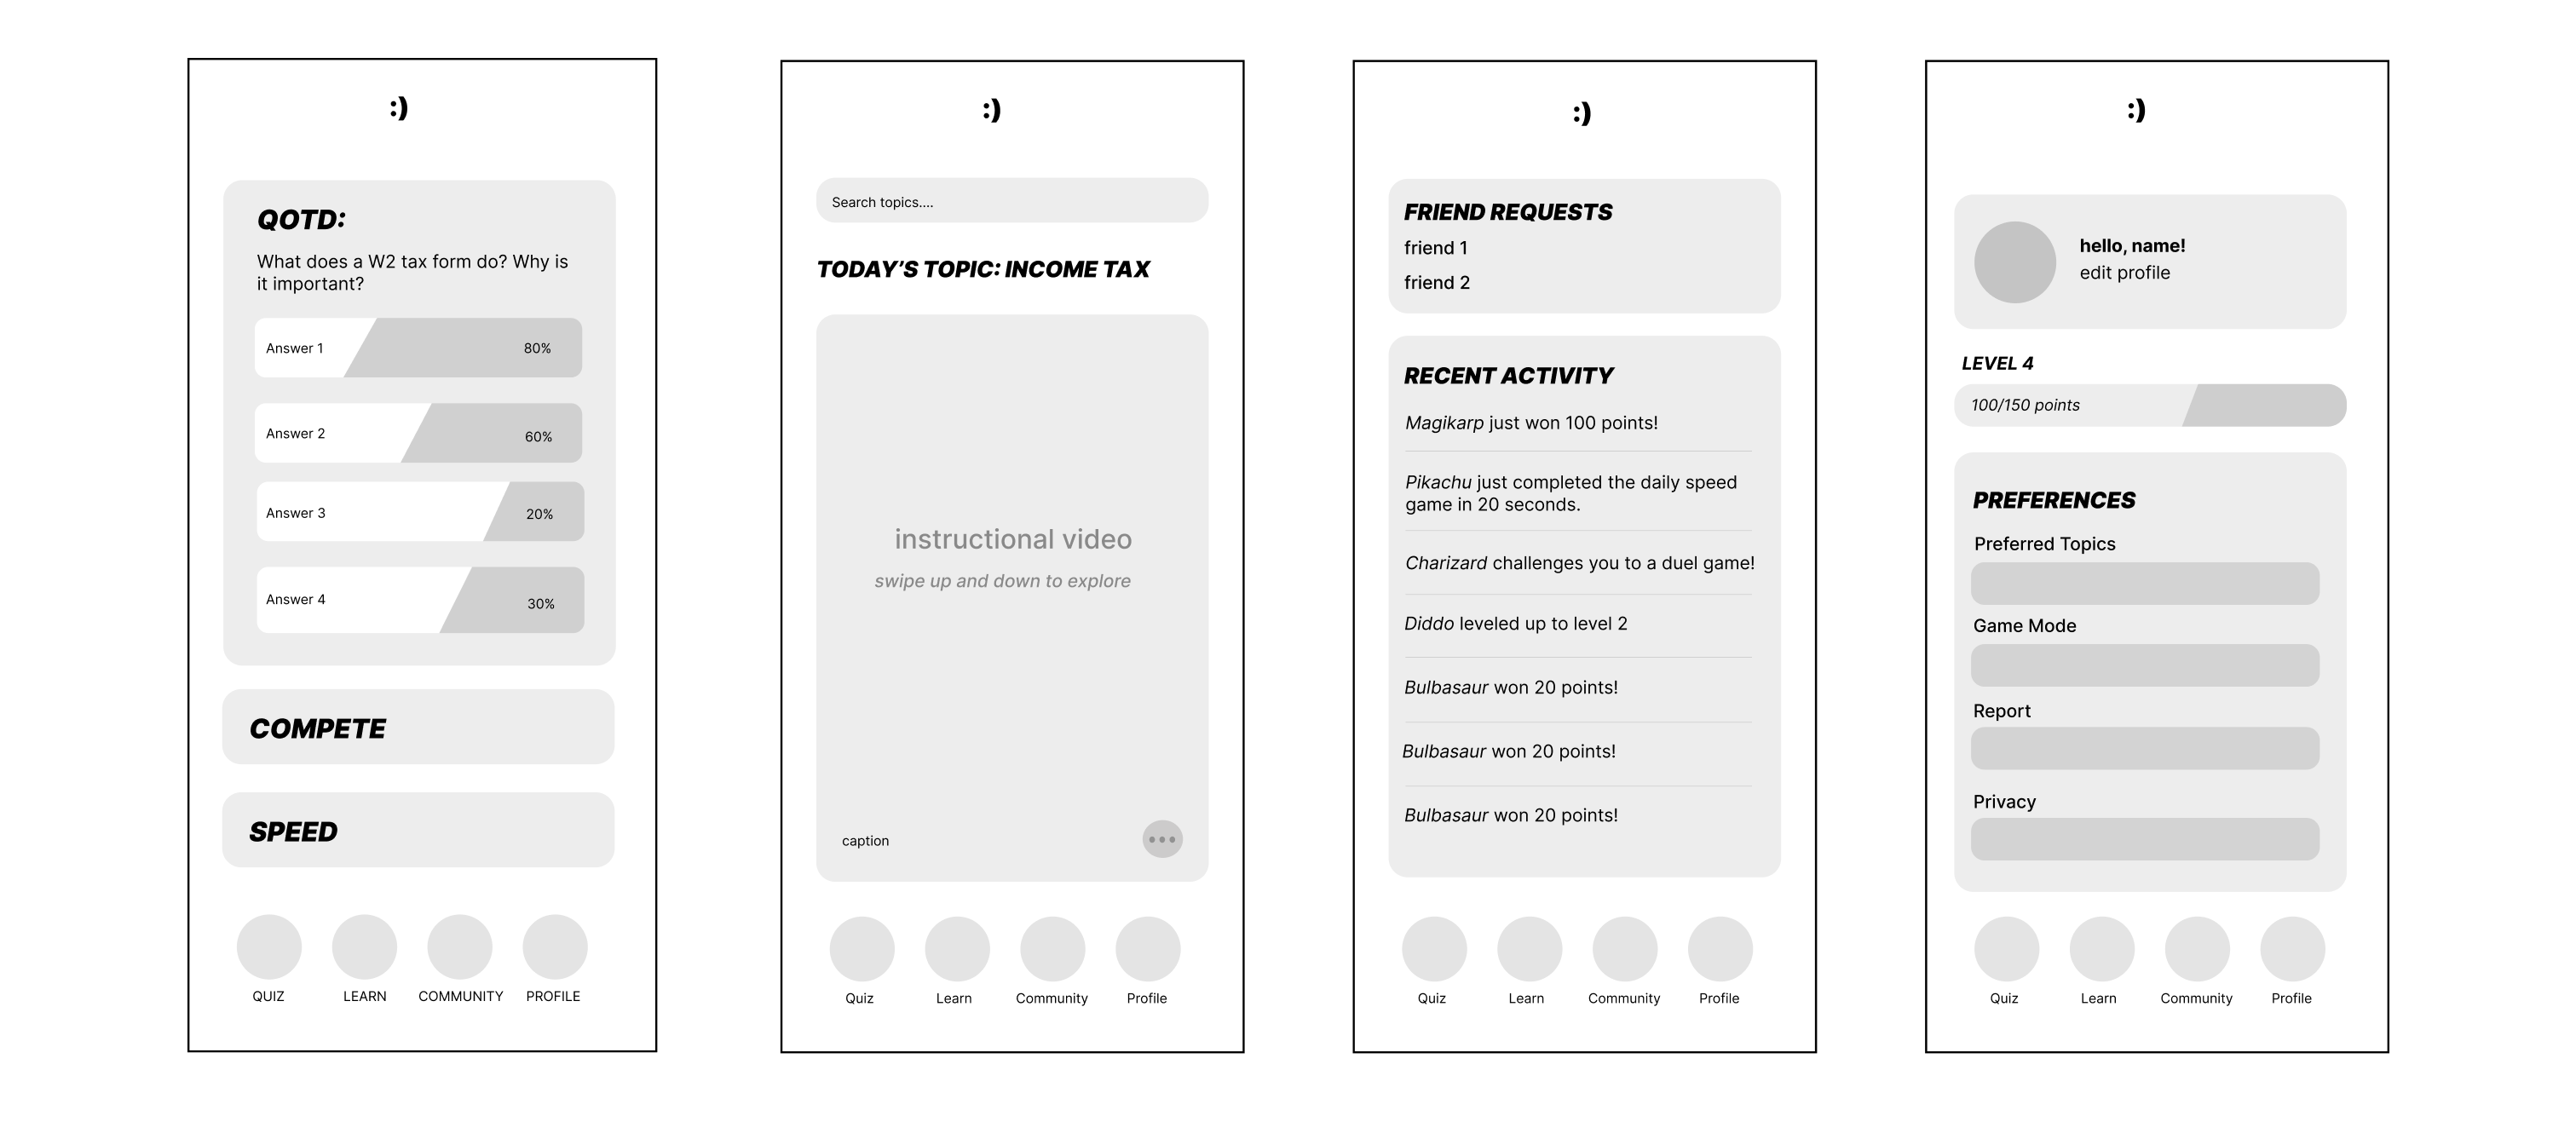 :)
QOTD:
What does a W2 tax form do? Why is
it important?
Answer 1
80%
Answer 2
60%
Answer 3
20%
Answer 4
30%
COMPETE
SPEED
QUIZ
LEARN
COMMUNITY
PROFILE
:)
Search topics....
TODAY'S TOPIC: INCOME TAX
instructional video
swipe up and down to explore
caption
Quiz
Learn
Community
Profile
:)
FRIEND REQUESTS
friend 1
friend 2
RECENT ACTIVITY
Magikarp just won 100 points!
Pikachu just completed the daily speed
game in 20 seconds.
Charizard challenges you to a duel game!
Diddo leveled up to level 2
Bulbasaur won 20 points!
Bulbasaur won 20 points!
Bulbasaur won 20 points!
Quiz
Learn
Community
Profile
:)
hello, name!
edit profile
LEVEL 4
100/150 points
PREFERENCES
Preferred Topics
Game Mode
Report
Privacy
Quiz
Learn
Community
Profile